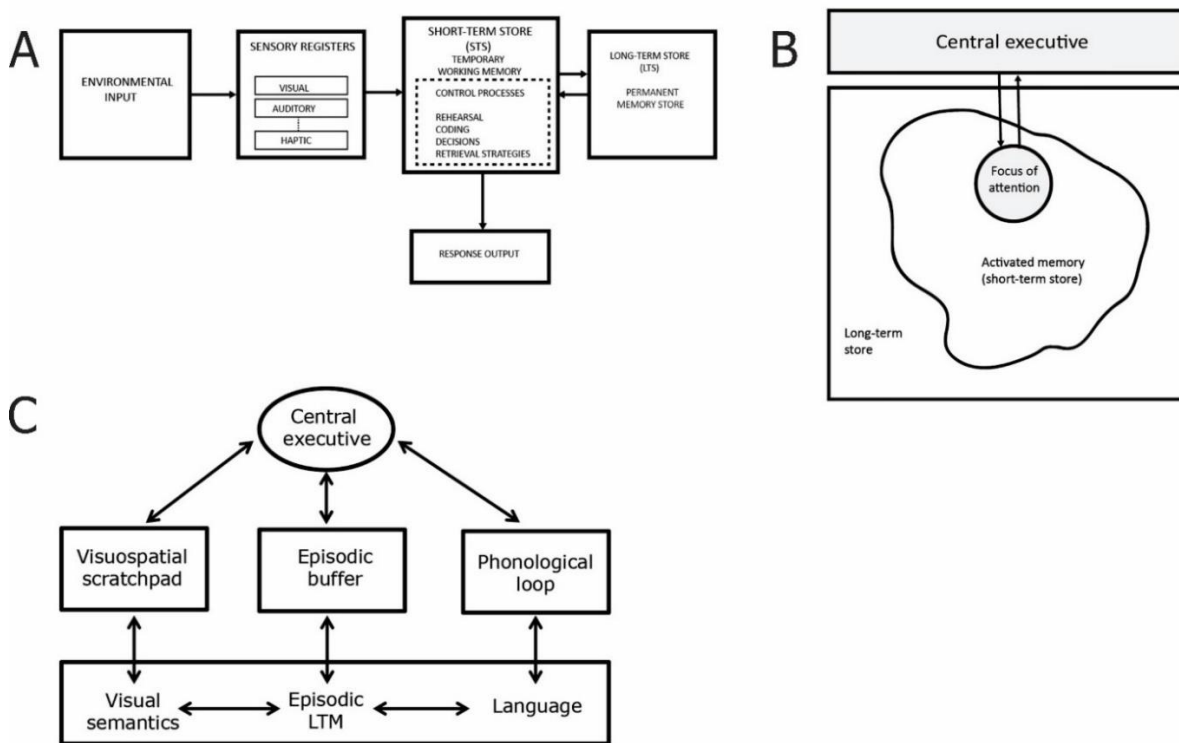 A
ENVIRONMENTAL
INPUT
SENSORY REGISTERS
VISUAL
AUDITORY
HAPTIC
SHORT-TERM STORE
(STS)
TEMPORARY
WORKING MEMORY
CONTROL PROCESSES
REHEARSAL
CODING
DECISIONS
RETRIEVAL STRATEGIES
LONG-TERM STORE
(LTS)
PERMANENT
MEMORY STORE
RESPONSE OUTPUT
B
Central executive
Focus of
attention
Activated memory
(short-term store)
Long-term
store
C
Central
executive
Visuospatial
scratchpad
Episodic
buffer
Phonological
loop
Visual
semantics
Episodic
LTM
Language